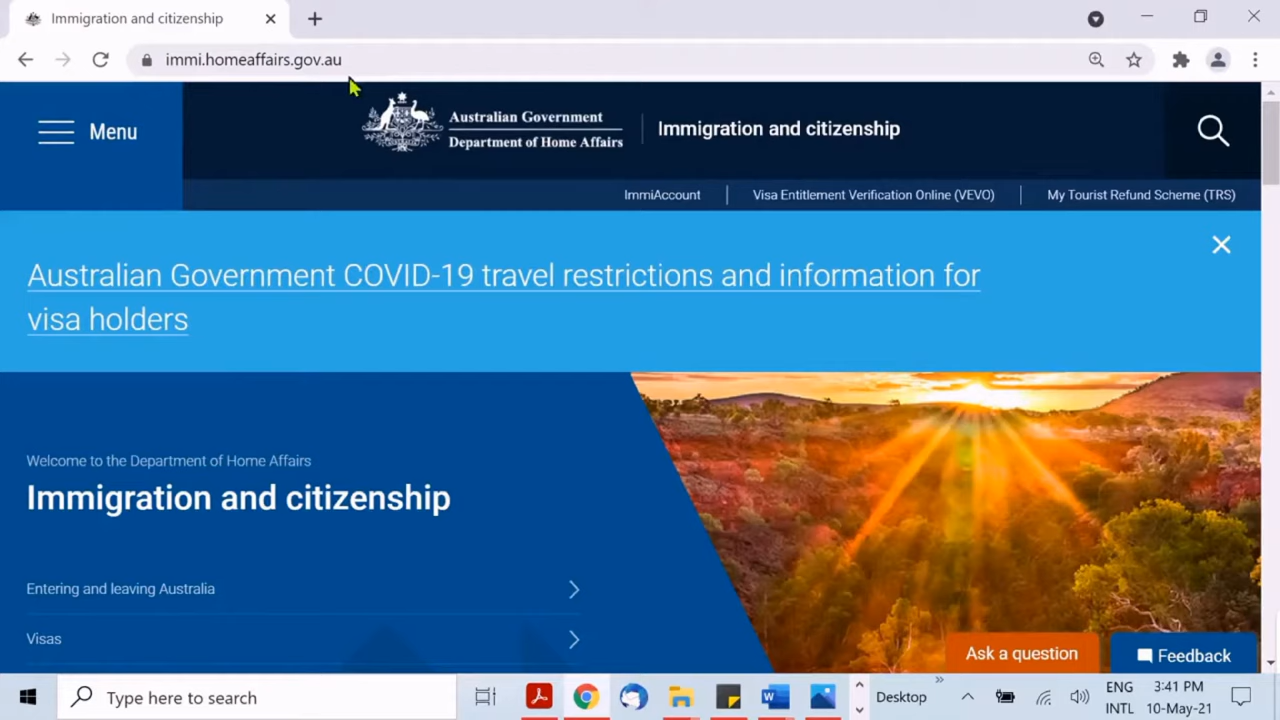 Immigration and citizenship
immi.homeaffairs.gov.au
Menu
Australian Government
Department of Home Affairs
Immigration and citizenship
ImmiAccount
Visa Entitlement Verification Online (VEVO)
My Tourist Refund Scheme (TRS)
Australian Government COVID-19 travel restrictions and information for
visa holders
Welcome to the Department of Home Affairs
Immigration and citizenship
Entering and leaving Australia
Visas
Ask a question
Feedback
Type here to search
Desktop
ENG
INTL
3:41 PM
10-May-21